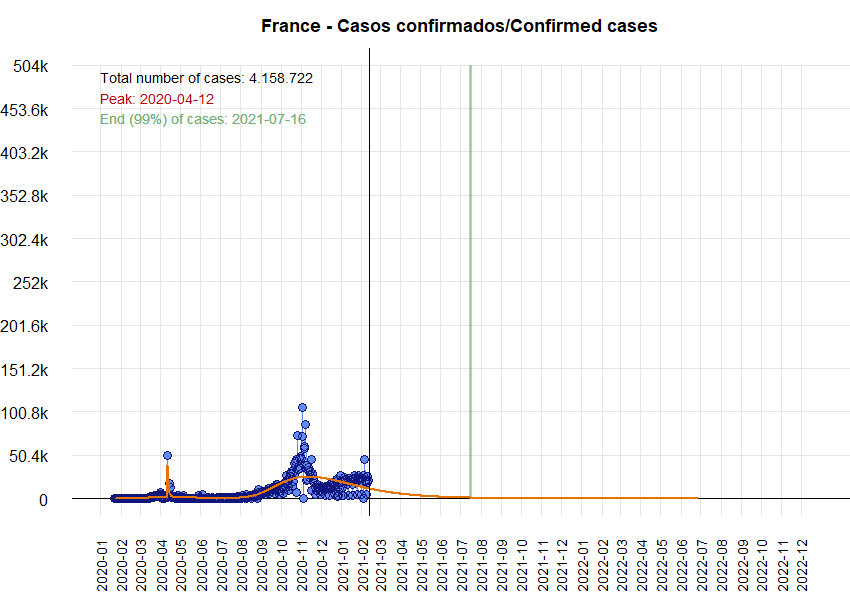 France - Casos confirmados/Confirmed cases
Total number of cases: 4.158.722
Peak: 2020-04-12
End (99%) of cases: 2021-07-16
504k
453.6k
403.2k
352.8k
302.4k
252k
201.6k
151.2k
100.8k
50.4k
0
2020-01
2020-02
2020-03
2020-04
2020-05
2020-06
2020-07
2020-08
2020-09
2020-10
2020-11
2020-12
2021-01
2021-02
2021-03
2021-04
2021-05
2021-06
2021-07
2021-08
2021-09
2021-10
2021-11
2021-12
2022-01
2022-02
2022-03
2022-04
2022-05
2022-06
2022-07
2022-08
2022-09
2022-10
2022-11
2022-12